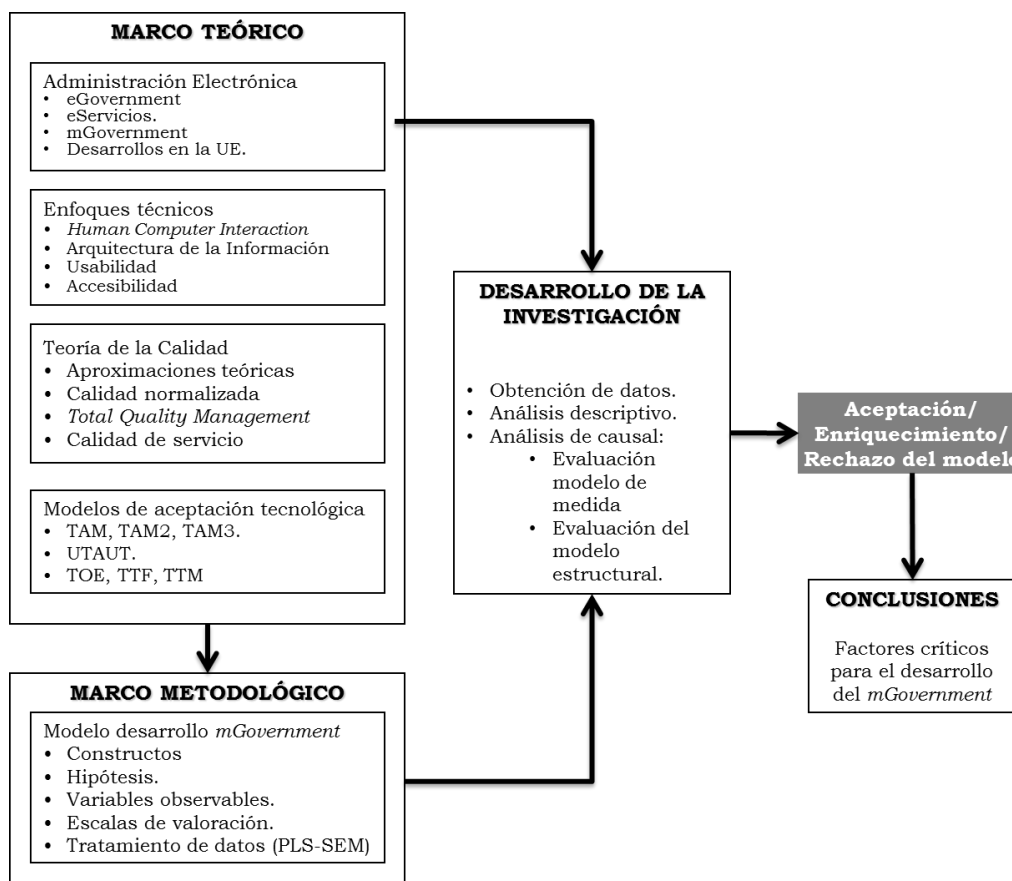 MARCO TEÓRICO
Administración Electrónica
• eGovernment
• eServicios.
• mGovernment
• Desarrollos en la UE.
Enfoques técnicos
• Human Computer Interaction
• Arquitectura de la Información
• Usabilidad
• Accesibilidad
Teoría de la Calidad
• Aproximaciones teóricas
• Calidad normalizada
• Total Quality Management
• Calidad de servicio
Modelos de aceptación tecnológica
• TAM, TAM2, TAM3.
• UTAUT.
• TOE, TTF, TTM
MARCO METODOLÓGICO
Modelo desarrollo mGovernment
• Constructos
• Hipótesis.
• Variables observables.
• Escalas de valoración.
• Tratamiento de datos (PLS-SEM)
DESARROLLO DE LA
INVESTIGACIÓN
• Obtención de datos.
• Análisis descriptivo.
• Análisis de causal:
• Evaluación
modelo de
medida
• Evaluación del
modelo
estructural.
Aceptación/
Enriquecimiento/
Rechazo del modelo
CONCLUSIONES
Factores críticos
para el desarrollo
del mGovernment